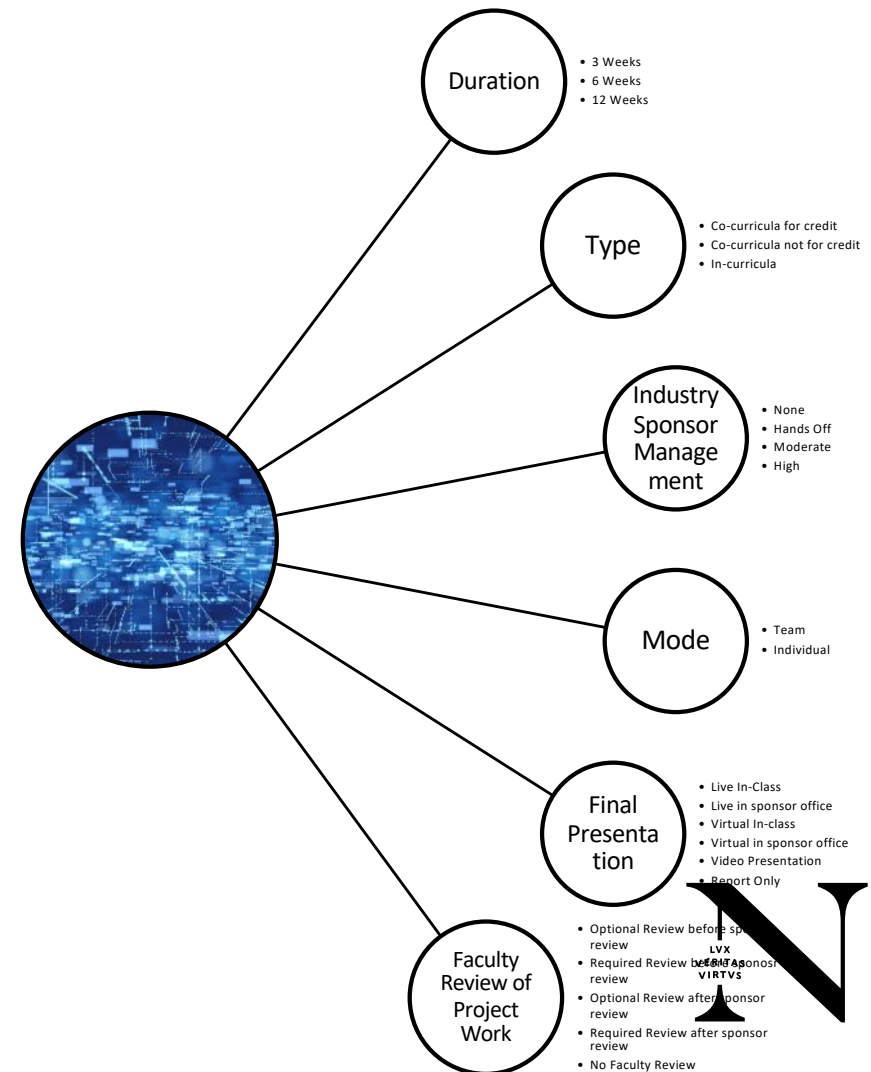 Duration
• 3 Weeks
• 6 Weeks
• 12 Weeks
Type
• Co-curricula for credit
• Co-curricula not for credit
• In-curricula
Industry
Sponsor
Manage
ment
• None
• Hands Off
• Moderate
• High
Mode
• Team
• Individual
Final
Presenta
tion
• Live In-Class
• Live in sponsor office
• Virtual In-class
• Virtual in sponsor office
• Video Presentation
• Report Only
Faculty
Review of
Project
Work
• Optional Review before
review
• Required Review before sponosr
review
• Optional Review after sponsor
review
• Required Review after sponsor
review
• No Faculty Review
N
LVX
VERITAS
VIRTVS